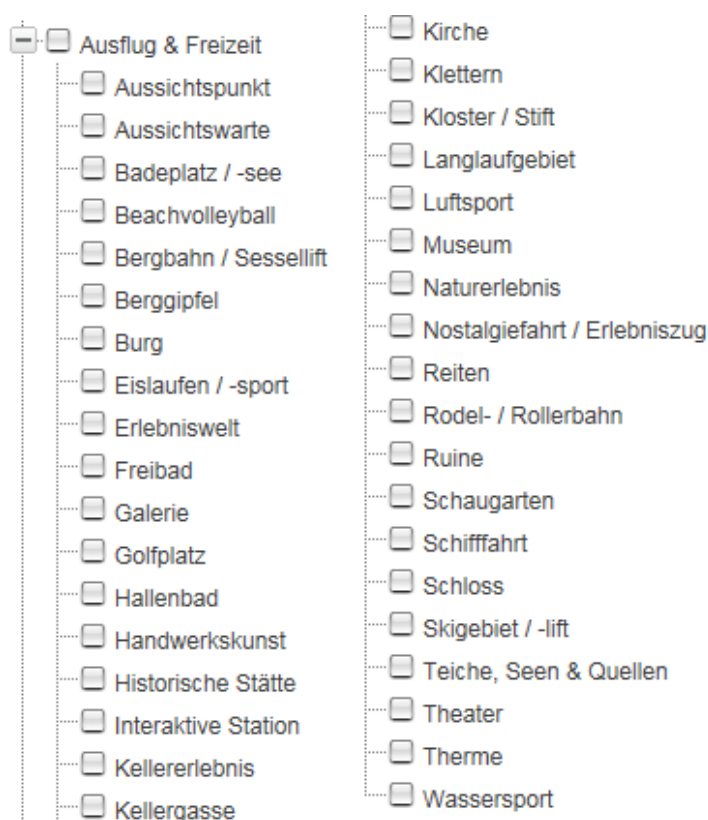 Ausflug & Freizeit
Aussichtspunkt
Aussichtswarte
Badeplatz / -see
Beachvolleyball
Bergbahn / Sessellift
Berggipfel
Burg
Eislaufen / -sport
Erlebniswelt
Freibad
Galerie
Golfplatz
Hallenbad
Handwerkskunst
Historische Stätte
Interaktive Station
Kellererlebnis
Kellergasse
Kirche
Klettern
Kloster / Stift
Langlaufgebiet
Luftsport
Museum
Naturerlebnis
Nostalgiefahrt / Erlebniszug
Reiten
Rodel- / Rollerbahn
Ruine
Schaugarten
Schifffahrt
Schloss
Skigebiet / -lift
Teiche, Seen & Quellen
Theater
Therme
Wassersport